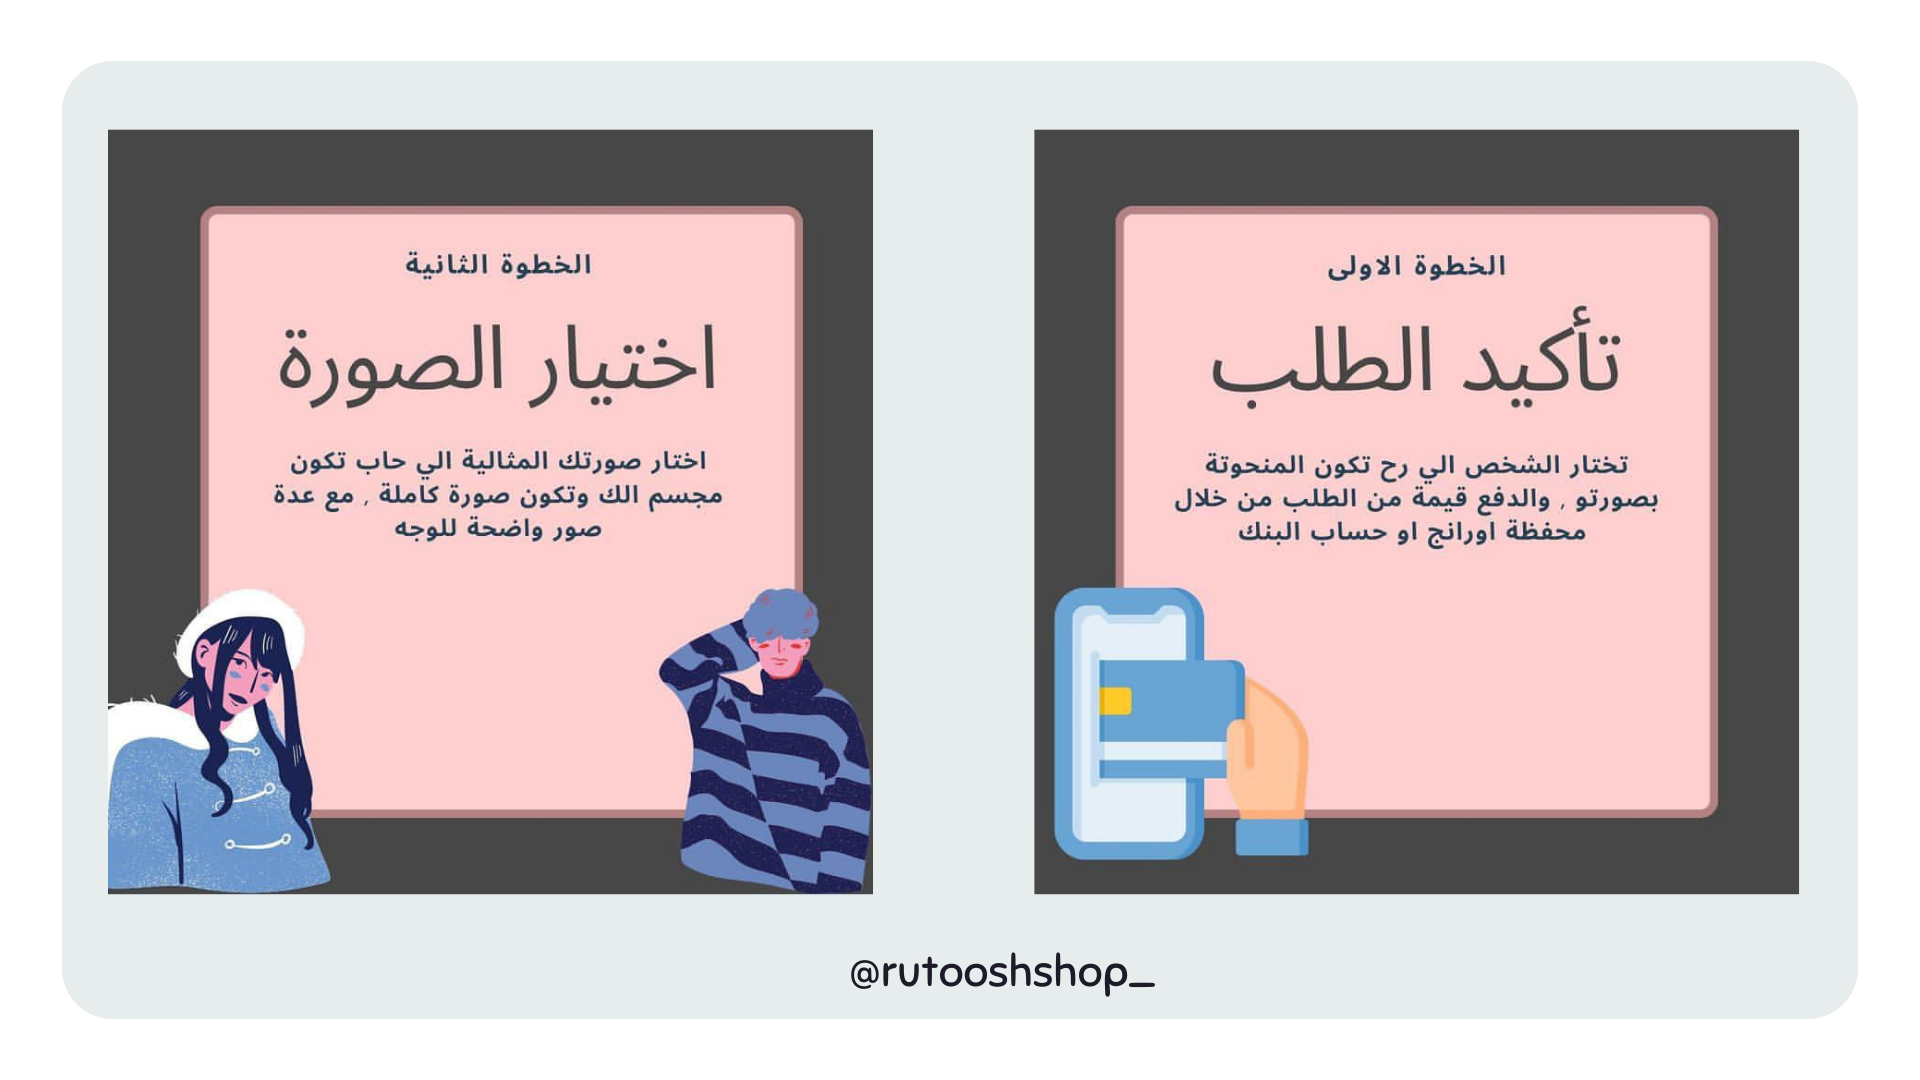 الخطوة الاولى
تأكيد الطلب
تختار الشخص الي رح تكون المنحوتة
بصورتو , والدفع قيمة من الطلب من خلال
محفظة اورانج او حساب البنك
الخطوة الثانية
اختيار الصورة
اختار صورتك المثالية الي حاب تكون
مجسم الك وتكون صورة كاملة , مع عدة
صور واضحة للوجه
@rutooshshop_